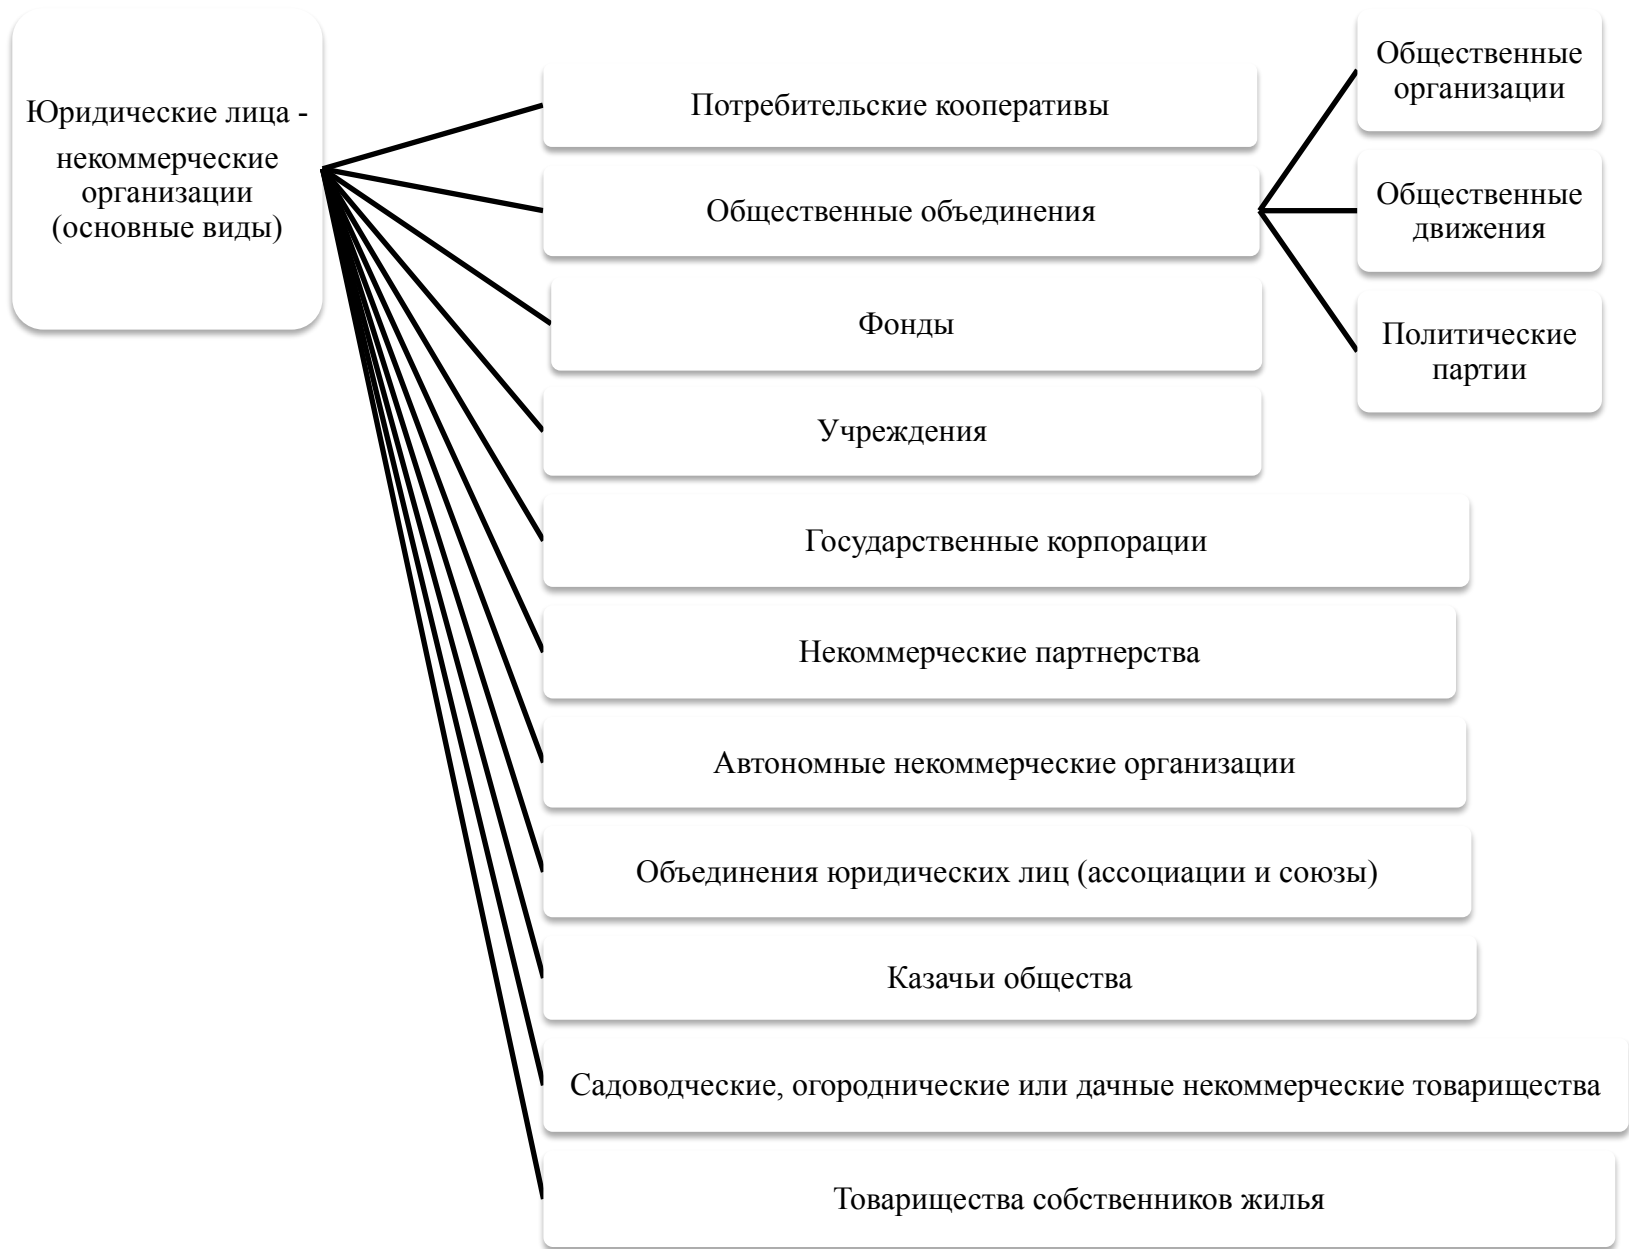 Юридические лица -
некоммерческие
организации
(основные виды)
Потребительские кооперативы
Общественные объединения
Общественные
организации
Общественные
движения
Политические
партии
Фонды
Учреждения
Государственные корпорации
Некоммерческие партнерства
Автономные некоммерческие организации
Объединения юридических лиц (ассоциации и союзы)
Казачьи общества
Садоводческие, огороднические или дачные некоммерческие товарищества
Товарищества собственников жилья